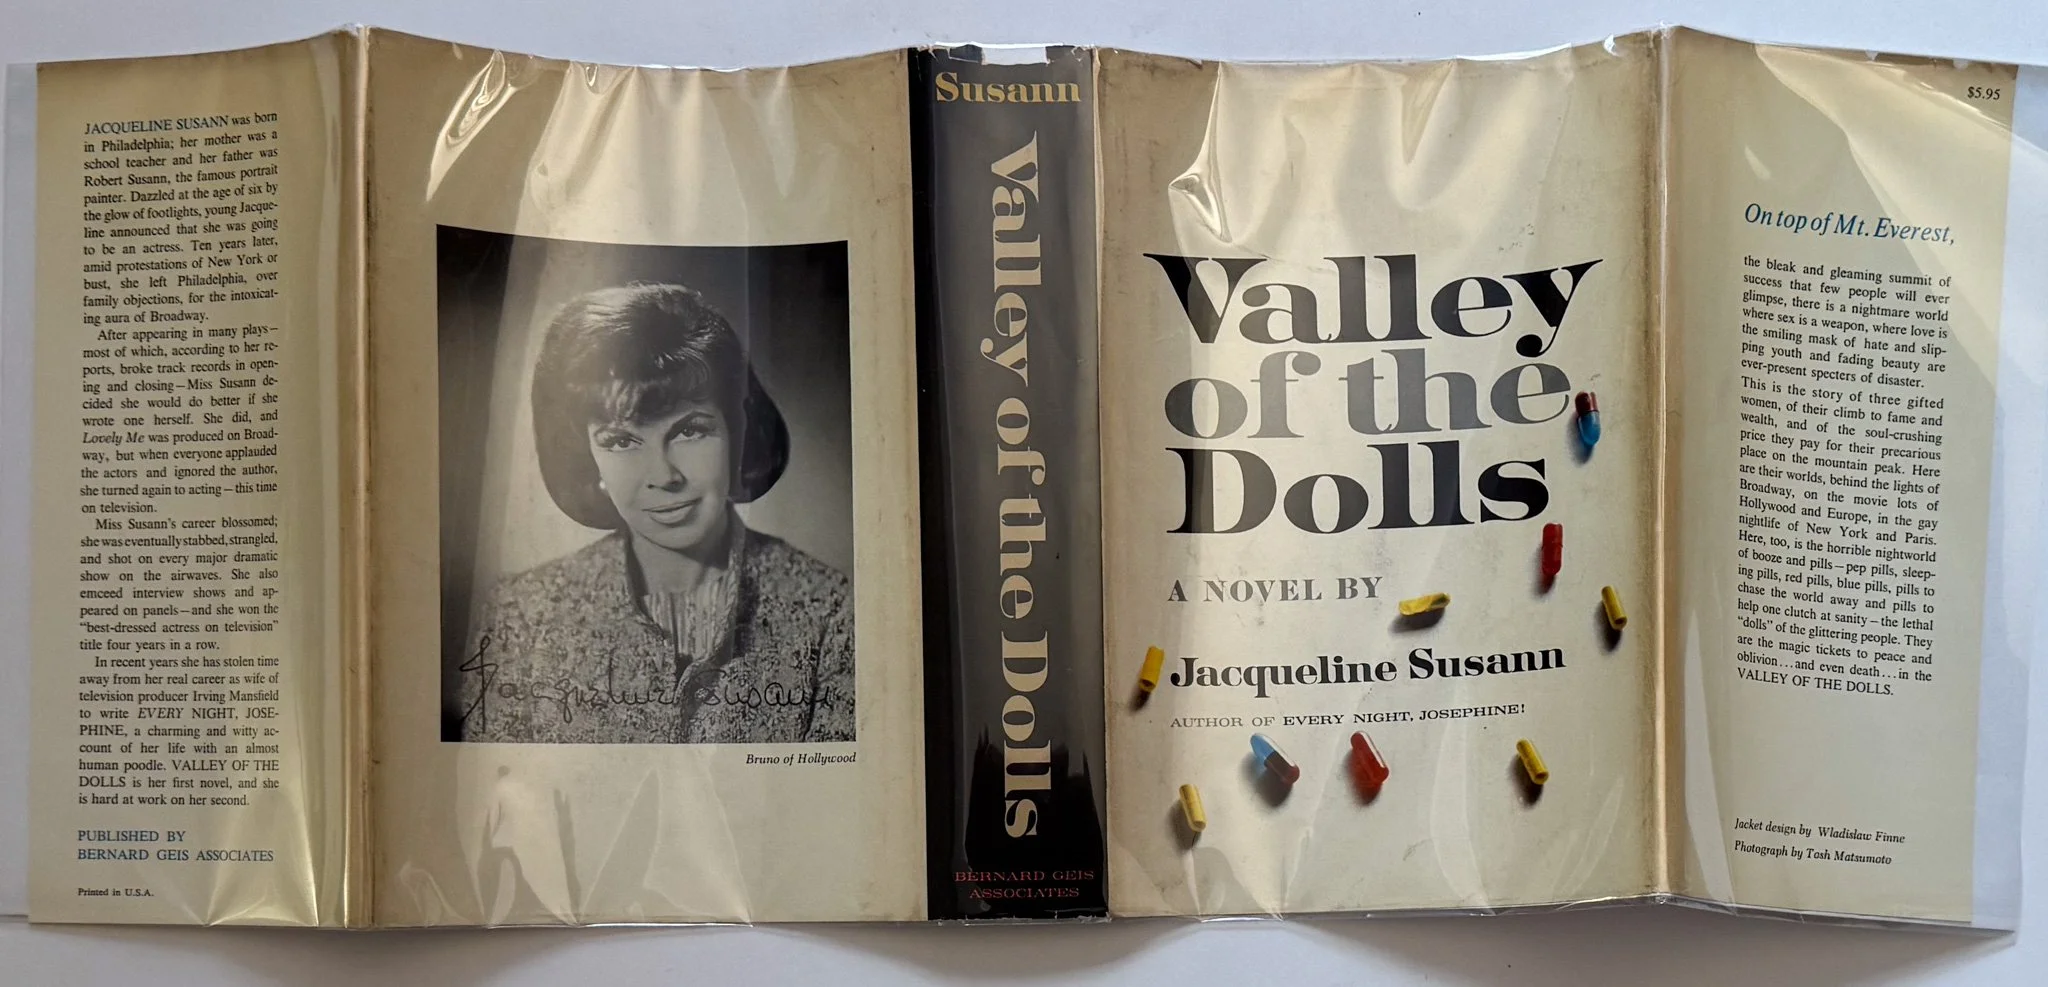 JACQUELINE SUSANN was born
in Philadelphia; her mother was a
school teacher and her father was
Robert Susann, the famous portrait
painter. Dazzled at the age of six by
the glow of footlights, young Jacque-
line announced that she was going
to be an actress. Ten years later,
amid protestations of New York or
bust, she left Philadelphia, over
family objections, for the intoxicat-
ing aura of Broadway.
After appearing in many plays—
most of which, according to her re-
ports, broke track records in open-
ing and closing—Miss Susann de-
cided she would do better if she
wrote one herself. She did, and
Lovely Me was produced on Broad-
way, but when everyone applauded
the actors and ignored the author,
she turned again to acting—this time
on television.
Miss Susann's career blossomed;
she was eventually stabbed, strangled,
and shot on every major dramatic
show on the airwaves. She also
emceed interview shows and ap-
peared on panels—and she won the
"best-dressed actress on television"
title four years in a row.
In recent years she has stolen time
away from her real career as wife of
television producer Irving Mansfield
to write EVERY NIGHT, JOSE-
PHINE, a charming and witty ac-
count of her life with an almost
human poodle. VALLEY OF THE
DOLLS is her first novel, and she
is hard at work on her second.
PUBLISHED BY
BERNARD GEIS ASSOCIATES
Printed in U.S.A.
Jacqueline Susann
Bruno of Hollywood
Susann
Valley of the Dolls
BERNARD GEIS
ASSOCIATES
Valley
of the
Dolls
A NOVEL BY
Jacqueline Susann
AUTHOR OF EVERY NIGHT, JOSEPHINE!
$5.95
On top of Mt. Everest,
the bleak and gleaming summit of
success that few people will ever
glimpse, there is a nightmare world
where sex is a weapon, where love is
the smiling mask of hate and slip-
ping youth and fading beauty are
ever-present specters of disaster.
This is the story of three gifted
women, of their climb to fame and
wealth, and of the soul-crushing
price they pay for their precarious
place on the mountain peak. Here
are their worlds, behind the lights of
Broadway, on the movie lots of
Hollywood and Europe, in the gay
nightlife of New York and Paris.
Here, too, is the horrible nightworld
of booze and pills—pep pills, sleep-
ing pills, red pills, blue pills, pills to
chase the world away and pills to
help one clutch at sanity—the lethal
"dolls" of the glittering people. They
are the magic tickets to peace and
oblivion...and even death...in the
VALLEY OF THE DOLLS.
Jacket design by Wladislaw Finne
Photograph by Tosh Matsumoto